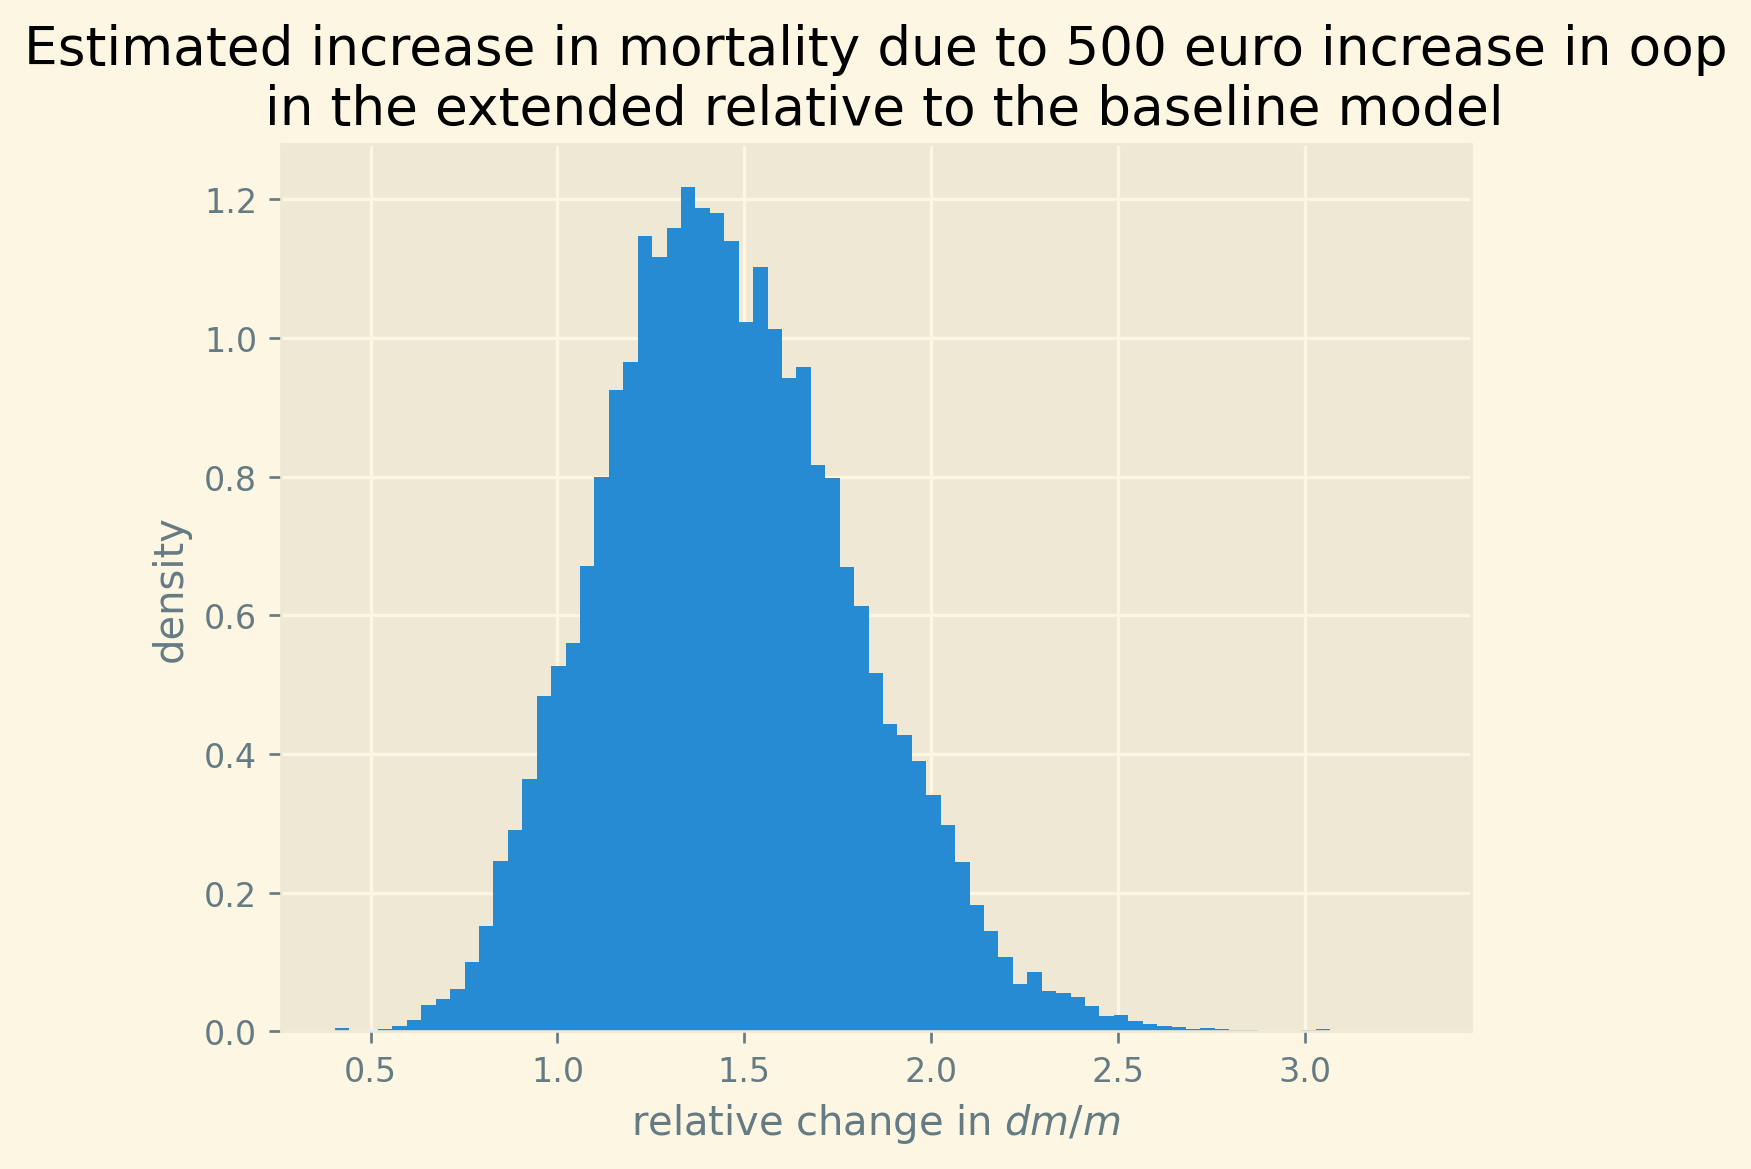 Estimated increase in mortality due to 500 euro increase in oop
in the extended relative to the baseline model
1.2
1.0
0.8
0.6
0.4
0.2
0.0
density
0.5 1.0 1.5 2.0 2.5 3.0
relative change in dm/m